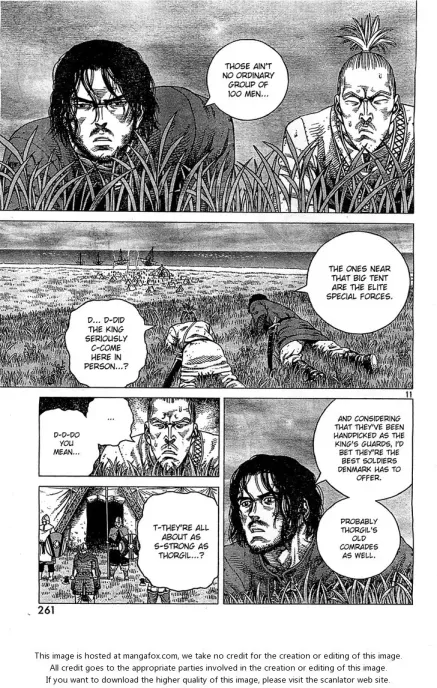 THOSE AIN'T
NO ORDINARY
GROUP OF
100 MEN...
THE ONES NEAR
THAT BIG TENT
ARE THE ELITE
SPECIAL FORCES.
D... D-DID
THE KING
SERIOUSLY
C-COME
HERE IN
PERSON...?
11
AND CONSIDERING
THAT THEY'VE BEEN
HANDPICKED AS THE
KING'S GUARDS, I'D
BET THEY'RE THE
BEST SOLDIERS
DENMARK HAS TO
OFFER.
PROBABLY
THORGIL'S
OLD
COMRADES
AS WELL.
...
D-D-DO
YOU
MEAN...
T-THEY'RE ALL
ABOUT AS
S-STRONG AS
THORGIL...?
261
This image is hosted at mangafox.com, we take no credit for the creation or editing of this image.
All credit goes to the appropriate parties involved in the creation or editing of this image.
If you want to download the higher quality of this image, please visit the scanlator web site.